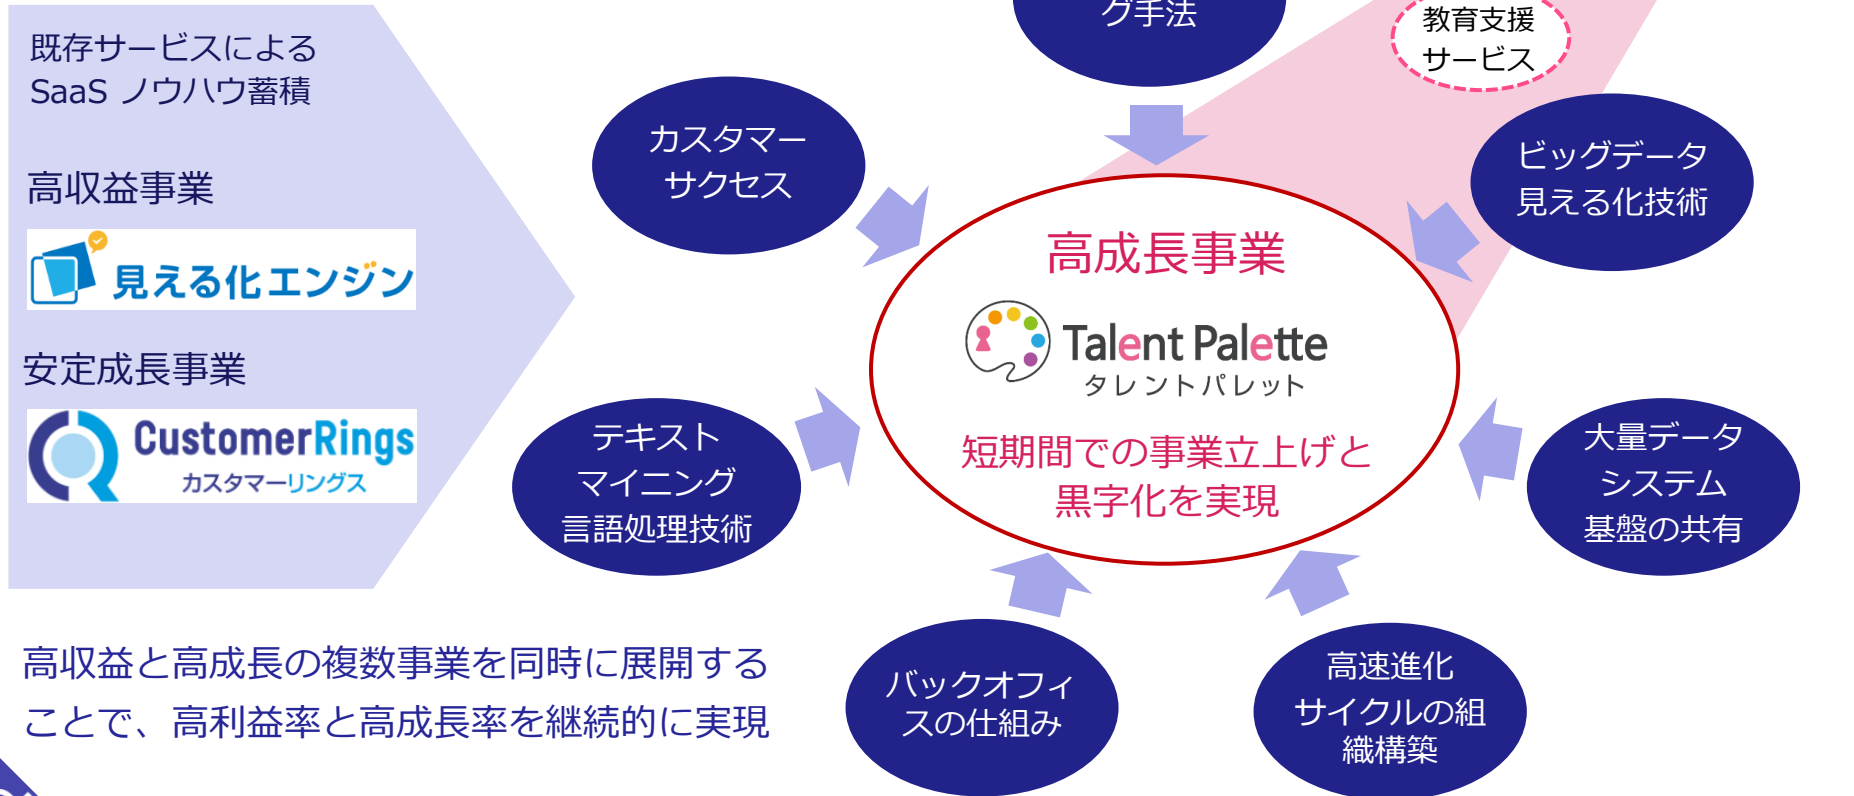 既存サービスによる
SaaS ノウハウ蓄積
高収益事業
見える化エンジン
安定成長事業
CustomerRings
カスタマーリングス
高収益と高成長の複数事業を同時に展開する
ことで、高利益率と高成長率を継続的に実現
グ手法
教育支援
サービス
カスタマー
サクセス
ビッグデータ
見える化技術
高成長事業
Talent Palette
タレントパレット
短期間での事業立上げと
黒字化を実現
テキスト
マイニング
言語処理技術
大量データ
システム
基盤の共有
バックオフィ
スの仕組み
高速進化
サイクルの組
織構築